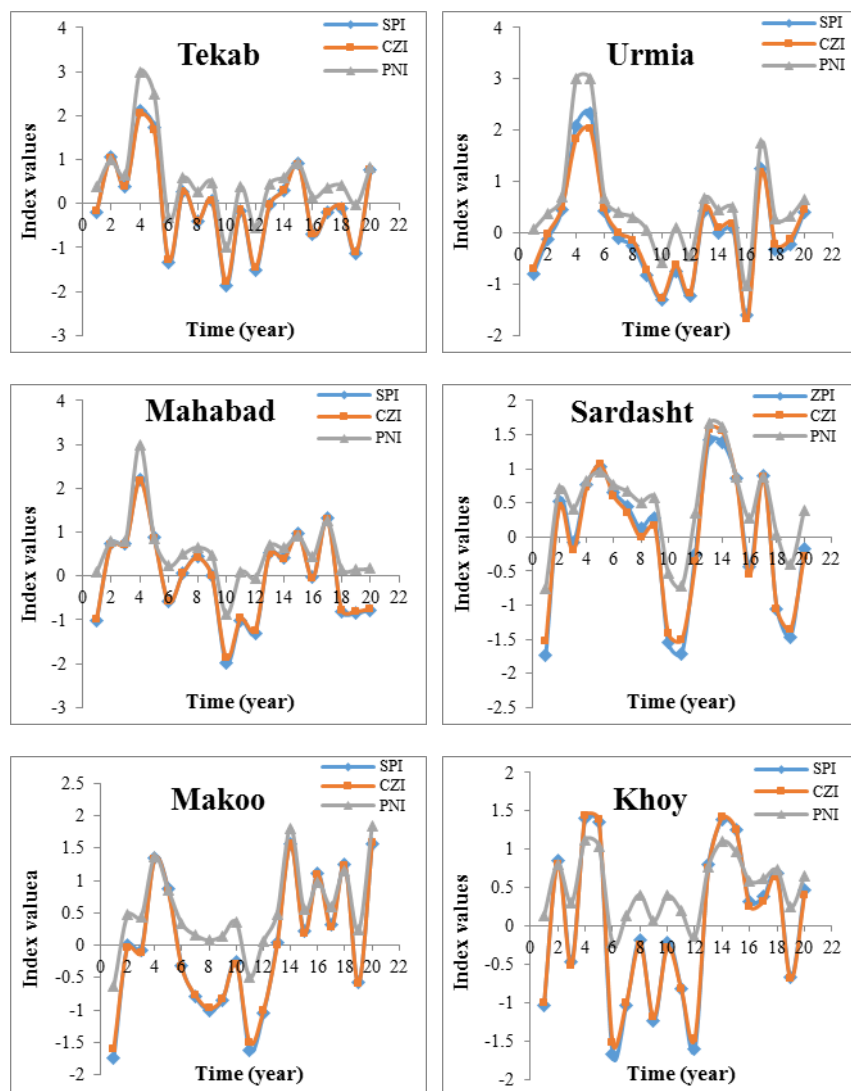 Tekab
SPI
CZI
PNI
Index values
4
3
2
1
0
-1
-2
-3
0 2 4 6 8 10 12 14 16 18 20 22
Time (year)
Urmia
SPI
CZI
PNI
Index values
4
3
2
1
0
-1
-2
0 2 4 6 8 10 12 14 16 18 20 22
Time (year)
Mahabad
SPI
CZI
PNI
Index values
4
3
2
1
0
-1
-2
-3
0 2 4 6 8 10 12 14 16 18 20 22
Time (year)
Sardasht
ZPI
CZI
PNI
Index values
2
1.5
1
0.5
0
-0.5
-1
-1.5
-2
-2.5
0 2 4 6 8 10 12 14 16 18 20 22
Time (year)
Makoo
SPI
CZI
PNI
Index valuea
2.5
2
1.5
1
0.5
0
-0.5
-1
-1.5
-2
0 2 4 6 8 10 12 14 16 18 20 22
Time (year)
Khoy
SPI
CZI
PNI
Index values
2
1.5
1
0.5
0
-0.5
-1
-1.5
-2
0 2 4 6 8 10 12 14 16 18 20 22
Time (year)